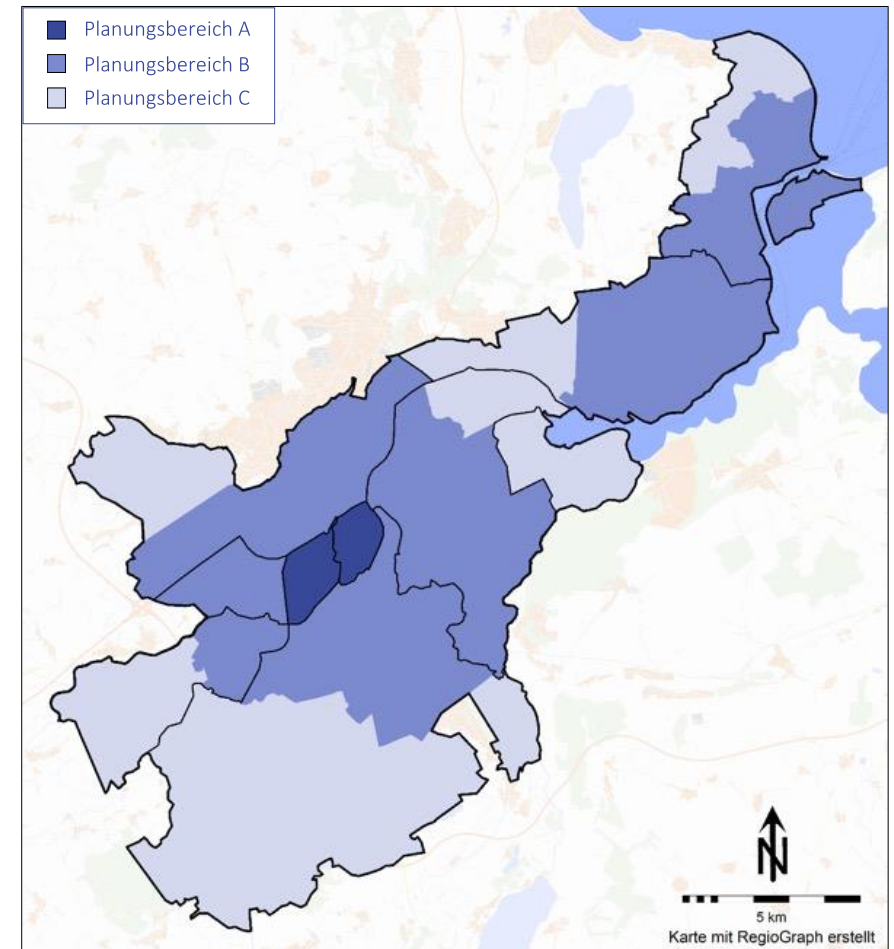 Planungsbereich A
Planungsbereich B
Planungsbereich C
N
5 km
Karte mit RegioGraph erstellt